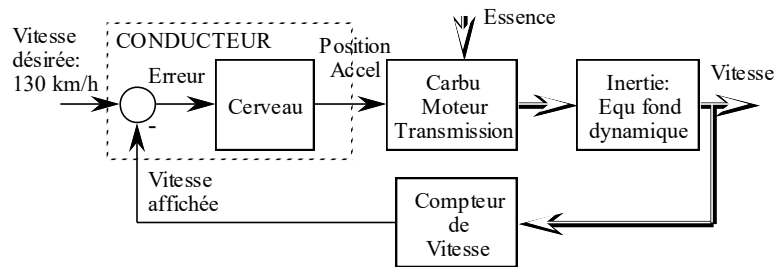 Vitesse
désirée:
130 km/h
CONDUCTEUR
Erreur
-
Cerveau
Position
Accel
Essence
Carbu
Moteur
Transmission
Inertie:
Equ fond
dynamique
Vitesse
Vitesse
affichée
Compteur
de
Vitesse